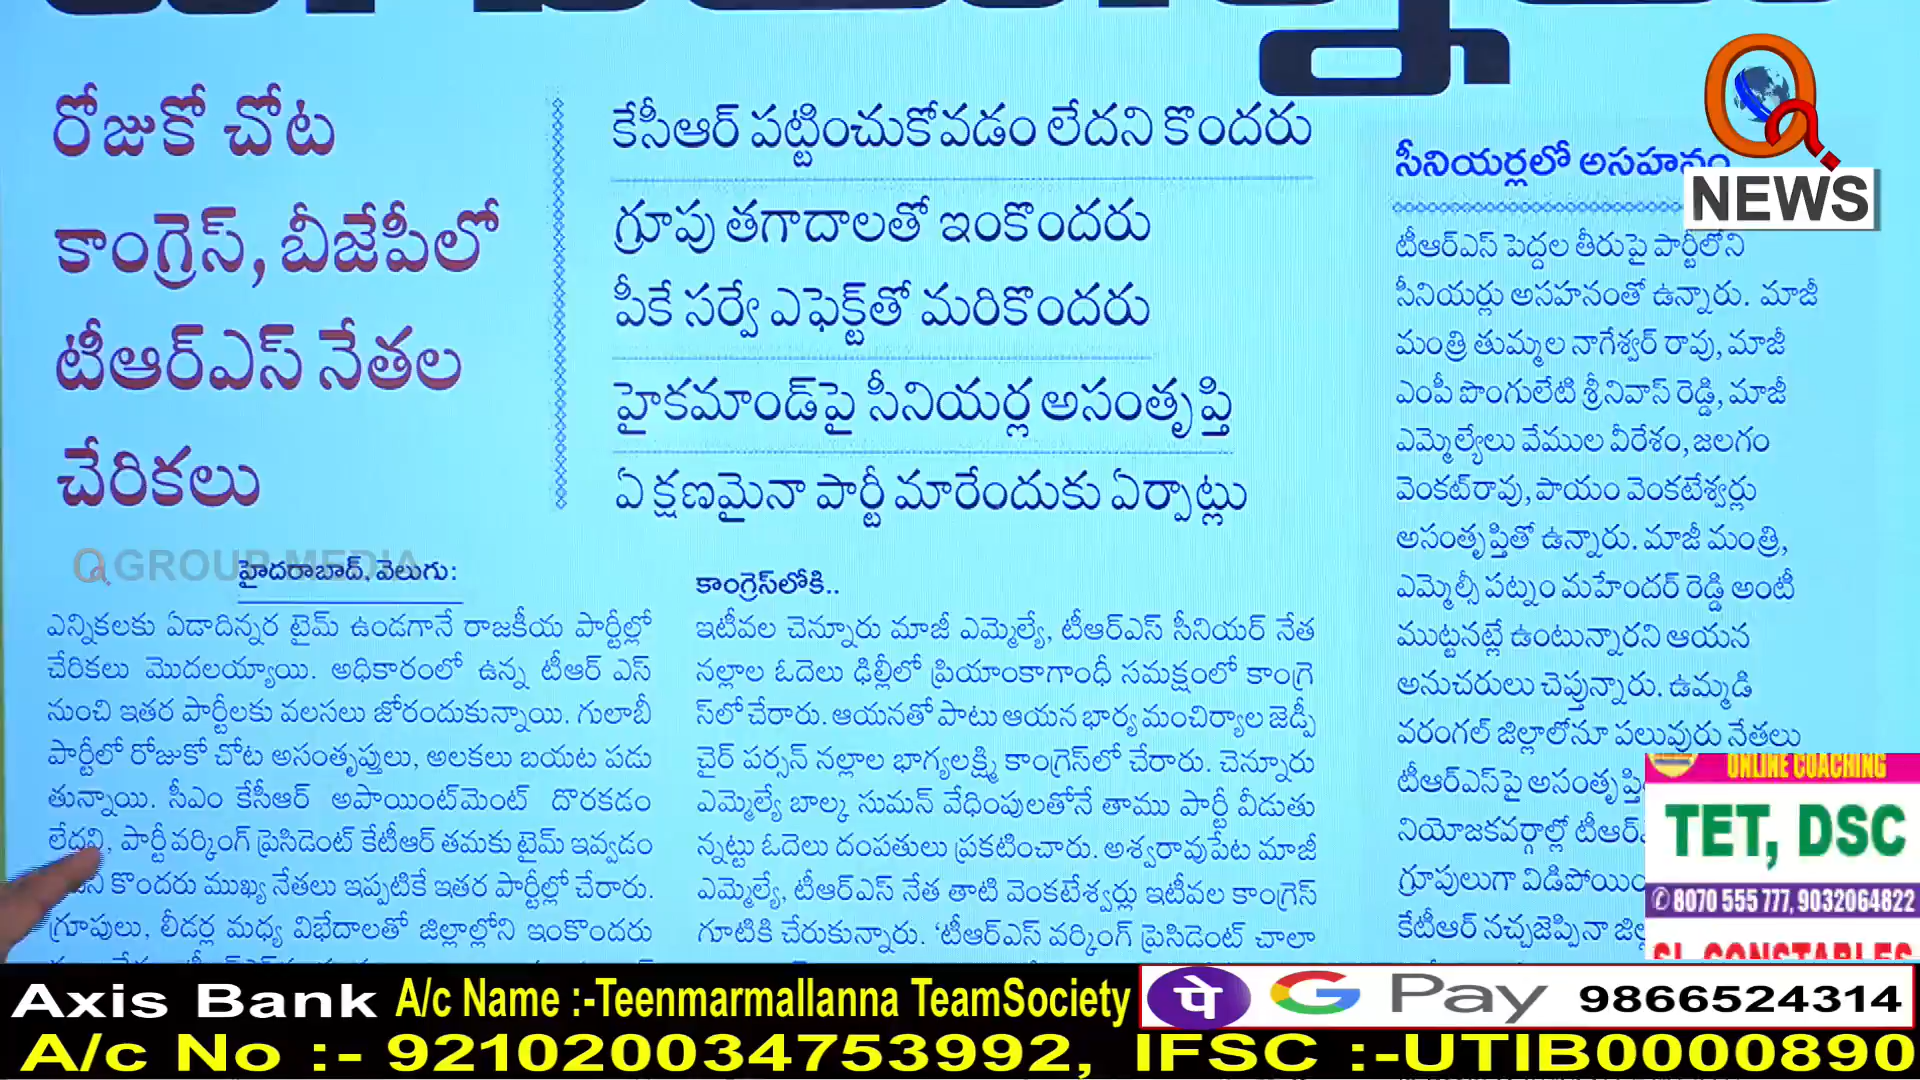 రోజుకో చోట
కాంగ్రెస్, బీజేపీలో
టీఆర్ఎస్ నేతల
చేరికలు
కేసీఆర్ పట్టించుకోవడం లేదని కొందరు
గ్రూపు తగాదాలతో ఇంకొందరు
పీకే సర్వే ఎఫెక్ట్‌తో మరికొందరు
హైకమాండ్‌పై సీనియర్ల అసంతృప్తి
ఏ క్షణమైనా పార్టీ మారేందుకు ఏర్పాట్లు
Q GROUP MEDIA
హైదరాబాద్, వెలుగు:
ఎన్నికలకు ఏడాదిన్నర టైమ్ ఉండగానే రాజకీయ పార్టీల్లో
చేరికలు మొదలయ్యాయి. అధికారంలో ఉన్న టీఆర్ ఎస్
నుంచి ఇతర పార్టీలకు వలసలు జోరందుకున్నాయి. గులాబీ
పార్టీలో రోజుకో చోట అసంతృప్తులు, అలకలు బయట పడు
తున్నాయి. సీఎం కేసీఆర్ అపాయింట్‌మెంట్ దొరకడం
లేదని, పార్టీ వర్కింగ్ ప్రెసిడెంట్ కేటీఆర్ తమకు టైమ్ ఇవ్వడం
కొందరు ముఖ్య నేతలు ఇప్పటికే ఇతర పార్టీల్లో చేరారు.
గ్రూపులు, లీడర్ల మధ్య విభేదాలతో జిల్లాల్లోని ఇంకొందరు
కాంగ్రెస్‌లోకి..
ఇటీవల చెన్నూరు మాజీ ఎమ్మెల్యే, టీఆర్ఎస్ సీనియర్ నేత
నల్లాల ఓదెలు ఢిల్లీలో ప్రియాంకాగాంధీ సమక్షంలో కాంగ్రె
స్‌లో చేరారు. ఆయనతో పాటు ఆయన భార్య మంచిర్యాల జెడ్పీ
చైర్ పర్సన్ నల్లాల భాగ్యలక్ష్మి కాంగ్రెస్‌లో చేరారు. చెన్నూరు
ఎమ్మెల్యే బాల్క సుమన్ వేధింపులతోనే తాము పార్టీ వీడుతు
న్నట్టు ఓదెలు దంపతులు ప్రకటించారు. అశ్వరావుపేట మాజీ
ఎమ్మెల్యే, టీఆర్ఎస్ నేత తాటి వెంకటేశ్వర్లు ఇటీవల కాంగ్రెస్
గూటికి చేరుకున్నారు. ‘టీఆర్ఎస్ వర్కింగ్ ప్రెసిడెంట్ చాలా
సీనియర్లలో అసహనం
టీఆర్ఎస్ పెద్దల తీరుపై పార్టీలోని
సీనియర్లు అసహనంతో ఉన్నారు. మాజీ
మంత్రి తుమ్మల నాగేశ్వర్ రావు, మాజీ
ఎంపీ పొంగులేటి శ్రీనివాస్ రెడ్డి, మాజీ
ఎమ్మెల్యేలు వేముల వీరేశం, జలగం
వెంకట్‌రావు, పాయం వెంకటేశ్వర్లు
అసంతృప్తితో ఉన్నారు. మాజీ మంత్రి,
ఎమ్మెల్సీ పట్నం మహేందర్ రెడ్డి అంటీ
ముట్టనట్లే ఉంటున్నారని ఆయన
అనుచరులు చెప్తున్నారు. ఉమ్మడి
వరంగల్ జిల్లాలోనూ పలువురు నేతలు
టీఆర్ఎస్‌పై అసంతృప్తి
నియోజకవర్గాల్లో టీఆర్ఎ
గ్రూపులుగా విడిపోయిం
కేటీఆర్ నచ్చజెప్పినా జిల్
Q NEWS
ONLINE COACHING
TET, DSC
8070 555 777, 9032064822
SI, CONSTABLES
Axis Bank A/c Name :-Teenmarmallanna TeamSociety
पे G Pay 9866524314
A/c No :- 921020034753992, IFSC :-UTIB0000890